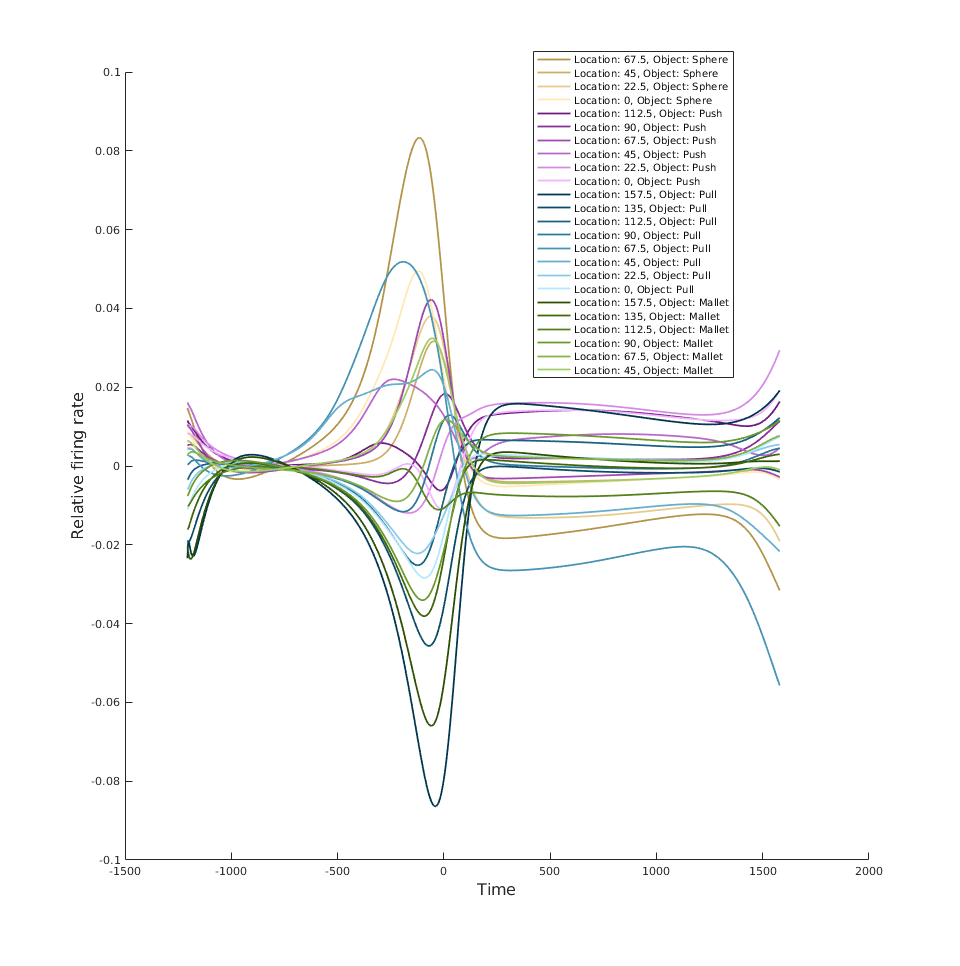 Location: 67.5, Object: Sphere
Location: 45, Object: Sphere
Location: 22.5, Object: Sphere
Location: 0, Object: Sphere
Location: 112.5, Object: Push
Location: 90, Object: Push
Location: 67.5, Object: Push
Location: 45, Object: Push
Location: 22.5, Object: Push
Location: 0, Object: Push
Location: 157.5, Object: Pull
Location: 135, Object: Pull
Location: 112.5, Object: Pull
Location: 90, Object: Pull
Location: 67.5, Object: Pull
Location: 45, Object: Pull
Location: 22.5, Object: Pull
Location: 0, Object: Pull
Location: 157.5, Object: Mallet
Location: 135, Object: Mallet
Location: 112.5, Object: Mallet
Location: 90, Object: Mallet
Location: 67.5, Object: Mallet
Location: 45, Object: Mallet
0.1
0.08
0.06
0.04
0.02
0
-0.02
-0.04
-0.06
-0.08
-0.1
Relative firing rate
-1500 -1000 -500 0 500 1000 1500 2000
Time